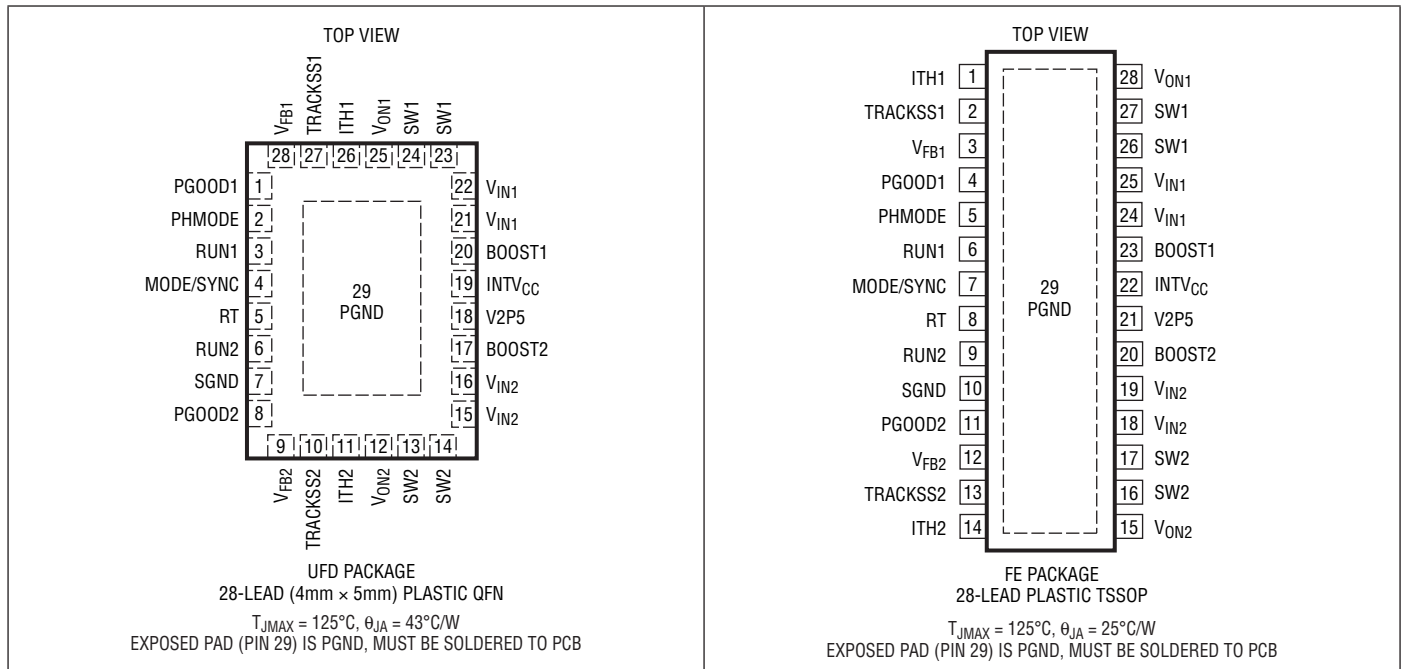 TOP VIEW
VFB1
TRACKSS1
ITH1
VON1
SW1
SW1
28 27 26 25 24 23
PGOOD1 1
PHMODE 2
RUN1 3
MODE/SYNC 4
RT 5
RUN2 6
SGND 7
PGOOD2 8
29
PGND
22 VIN1
21 VIN1
20 BOOST1
19 INTVCC
18 V2P5
17 BOOST2
16 VIN2
15 VIN2
9 10 11 12 13 14
VFB2
TRACKSS2
ITH2
VON2
SW2
SW2
UFD PACKAGE
28-LEAD (4mm × 5mm) PLASTIC QFN
TJMAX = 125°C, θJA = 43°C/W
EXPOSED PAD (PIN 29) IS PGND, MUST BE SOLDERED TO PCB
TOP VIEW
ITH1 1
TRACKSS1 2
VFB1 3
PGOOD1 4
PHMODE 5
RUN1 6
MODE/SYNC 7
RT 8
RUN2 9
SGND 10
PGOOD2 11
VFB2 12
TRACKSS2 13
ITH2 14
29
PGND
28 VON1
27 SW1
26 SW1
25 VIN1
24 VIN1
23 BOOST1
22 INTVCC
21 V2P5
20 BOOST2
19 VIN2
18 VIN2
17 SW2
16 SW2
15 VON2
FE PACKAGE
28-LEAD PLASTIC TSSOP
TJMAX = 125°C, θJA = 25°C/W
EXPOSED PAD (PIN 29) IS PGND, MUST BE SOLDERED TO PCB